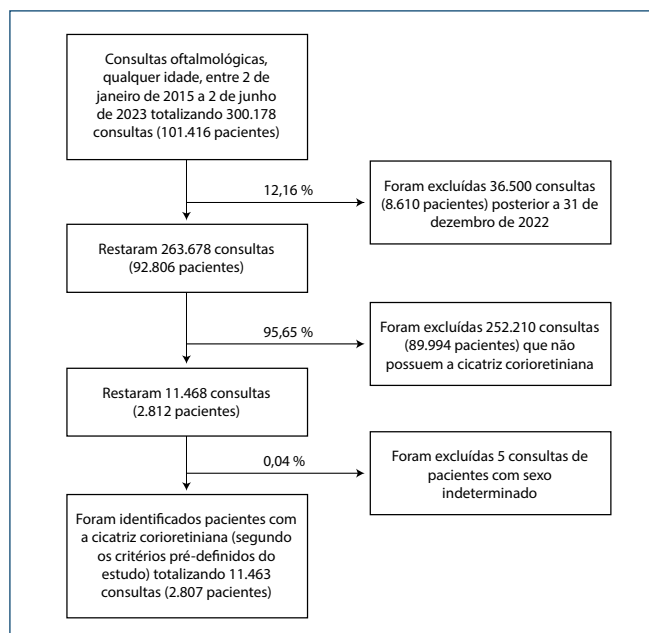 Consultas oftalmológicas,
qualquer idade, entre 2 de
janeiro de 2015 a 2 de junho
de 2023 totalizando 300.178
consultas (101.416 pacientes)
12,16 %
Foram excluídas 36.500 consultas
(8.610 pacientes) posterior a 31 de
dezembro de 2022
Restaram 263.678 consultas
(92.806 pacientes)
95,65 %
Foram excluídas 252.210 consultas
(89.994 pacientes) que não
possuem a cicatriz corioretiniana
Restaram 11.468 consultas
(2.812 pacientes)
0,04 %
Foram excluídas 5 consultas de
pacientes com sexo
indeterminado
Foram identificados pacientes com
a cicatriz corioretiniana (segundo
os critérios pré-definidos do
estudo) totalizando 11.463
consultas (2.807 pacientes)